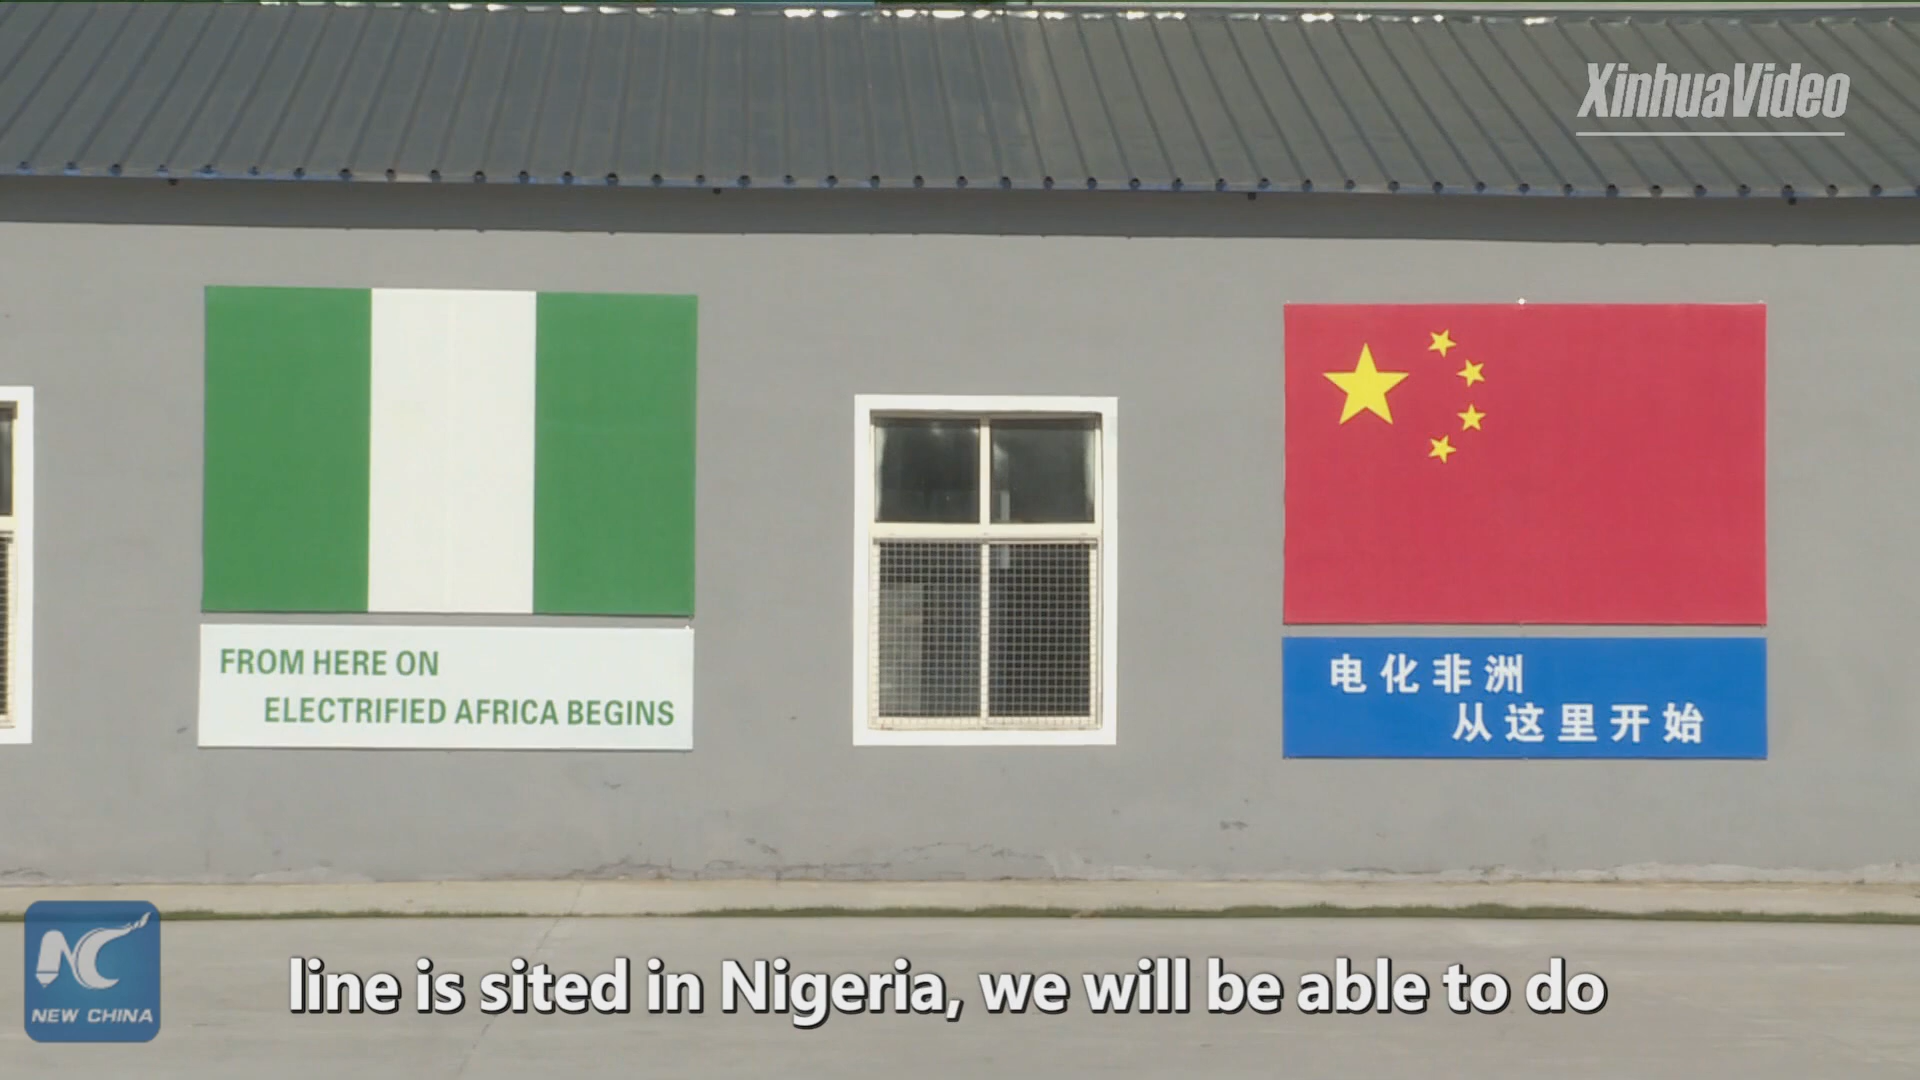 XinhuaVideo
FROM HERE ON
ELECTRIFIED AFRICA BEGINS
电化非洲
从这里开始
NC
NEW CHINA
line is sited in Nigeria, we will be able to do